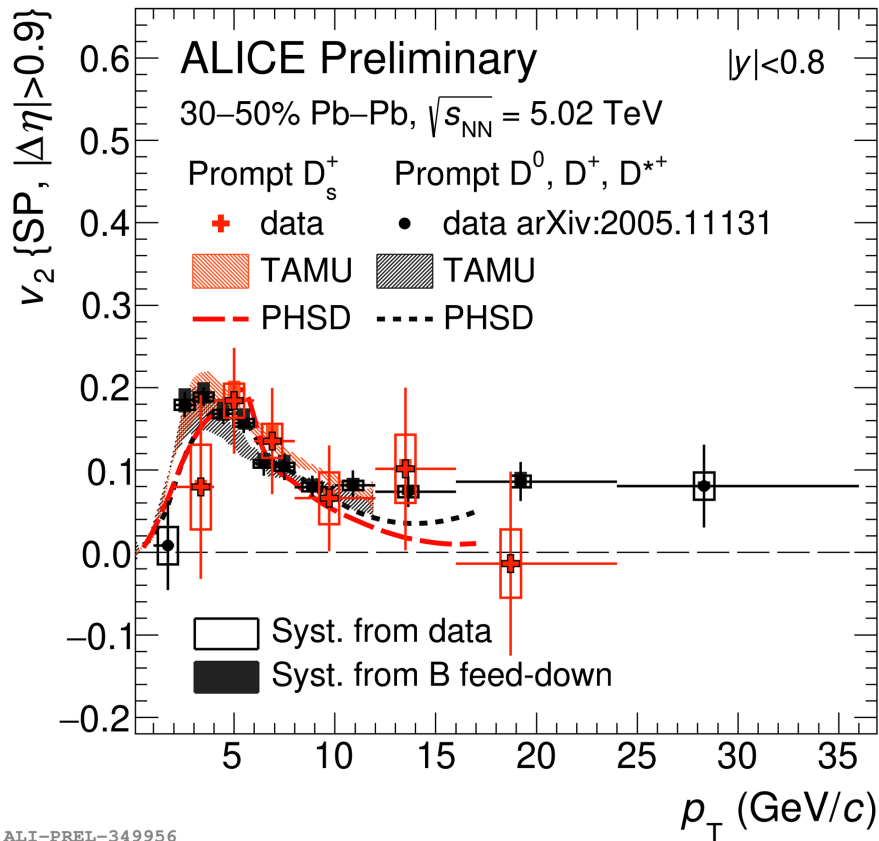 ALICE Preliminary
|y|<0.8
30–50% Pb–Pb, √sNN = 5.02 TeV
Prompt Ds+ Prompt D0, D+, D*+
data data arXiv:2005.11131
TAMU TAMU
PHSD PHSD
Syst. from data
Syst. from B feed-down
v2 {SP, |Δη|>0.9}
0.6
0.5
0.4
0.3
0.2
0.1
0.0
−0.1
−0.2
5 10 15 20 25 30 35
pT (GeV/c)
ALI−PREL−349956